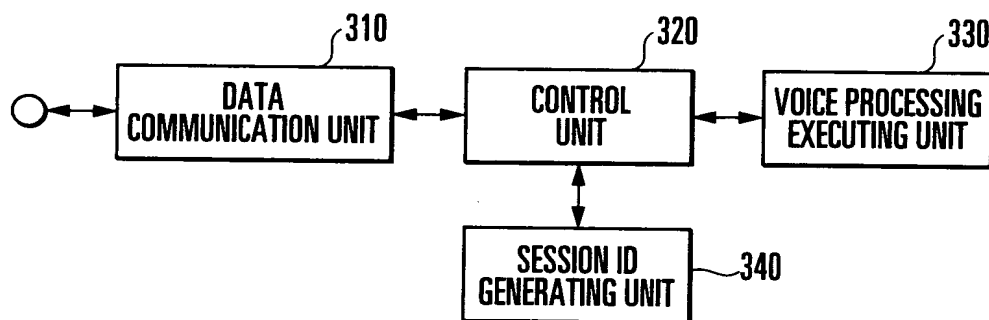 310
320
330
DATA
COMMUNICATION UNIT
CONTROL
UNIT
VOICE PROCESSING
EXECUTING UNIT
SESSION ID
GENERATING UNIT
340